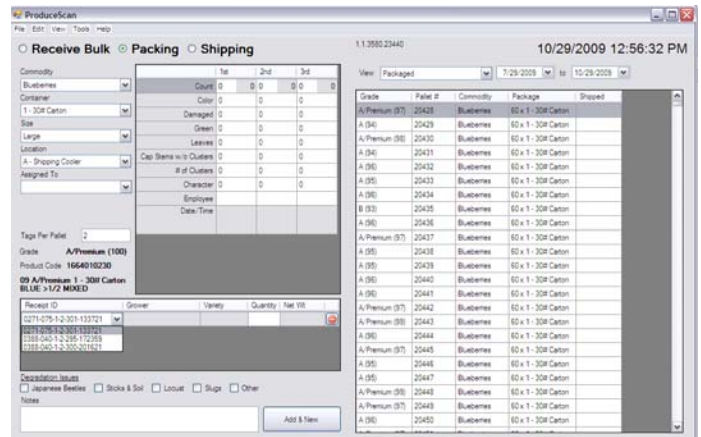 ProduceScan
File Edit View Tools Help
Receive Bulk Packing Shipping
1.1.3580.23440
10/29/2009 12:56:32 PM
Commodity
Blueberries
Container
1 - 30# Carton
Size
Large
Location
A - Shipping Cooler
Assigned To
Tags Per Pallet 2
Grade A/Premium (100)
Product Code 1664010230
09 A/Premium 1 - 30# Carton
BLUE >1/2 MIXED
1st 2nd 3rd
Count 0 0 0 0 0 0
Color 0 0 0
Damaged 0 0 0
Green 0 0 0
Leaves 0 0 0
Cap Stems w/o Clusters 0 0 0
# of Clusters 0 0 0
Character 0 0 0
Employee
Date/Time
Receipt ID Grower Variety Quantity Net Wt
0271-075-1-2-301-133721
0271-075-1-2-301-133721
0388-040-1-2-295-172359
0388-040-1-2-300-201621
Degradation Issues
Japanese Beetles Sticks & Soil Locust Slugs Other
Notes
Add & New
View Packaged 7/29/2009 to 10/29/2009
Grade Pallet # Commodity Package Shipped
A/Premium (97) 20428 Blueberries 60 x 1 - 30# Carton
A (94) 20429 Blueberries 60 x 1 - 30# Carton
A/Premium (98) 20430 Blueberries 60 x 1 - 30# Carton
A (94) 20431 Blueberries 60 x 1 - 30# Carton
A (96) 20432 Blueberries 60 x 1 - 30# Carton
A (95) 20433 Blueberries 60 x 1 - 30# Carton
A (96) 20434 Blueberries 60 x 1 - 30# Carton
B (93) 20435 Blueberries 60 x 1 - 30# Carton
A (96) 20436 Blueberries 60 x 1 - 30# Carton
A/Premium (97) 20437 Blueberries 60 x 1 - 30# Carton
A (95) 20438 Blueberries 60 x 1 - 30# Carton
A (95) 20439 Blueberries 60 x 1 - 30# Carton
A (96) 20440 Blueberries 60 x 1 - 30# Carton
A (96) 20441 Blueberries 60 x 1 - 30# Carton
A/Premium (97) 20442 Blueberries 60 x 1 - 30# Carton
A/Premium (99) 20443 Blueberries 60 x 1 - 30# Carton
A (96) 20444 Blueberries 60 x 1 - 30# Carton
A/Premium (97) 20445 Blueberries 60 x 1 - 30# Carton
A (95) 20446 Blueberries 60 x 1 - 30# Carton
A (95) 20447 Blueberries 60 x 1 - 30# Carton
A/Premium (99) 20448 Blueberries 60 x 1 - 30# Carton
A/Premium (97) 20449 Blueberries 60 x 1 - 30# Carton
A (96) 20450 Blueberries 60 x 1 - 30# Carton